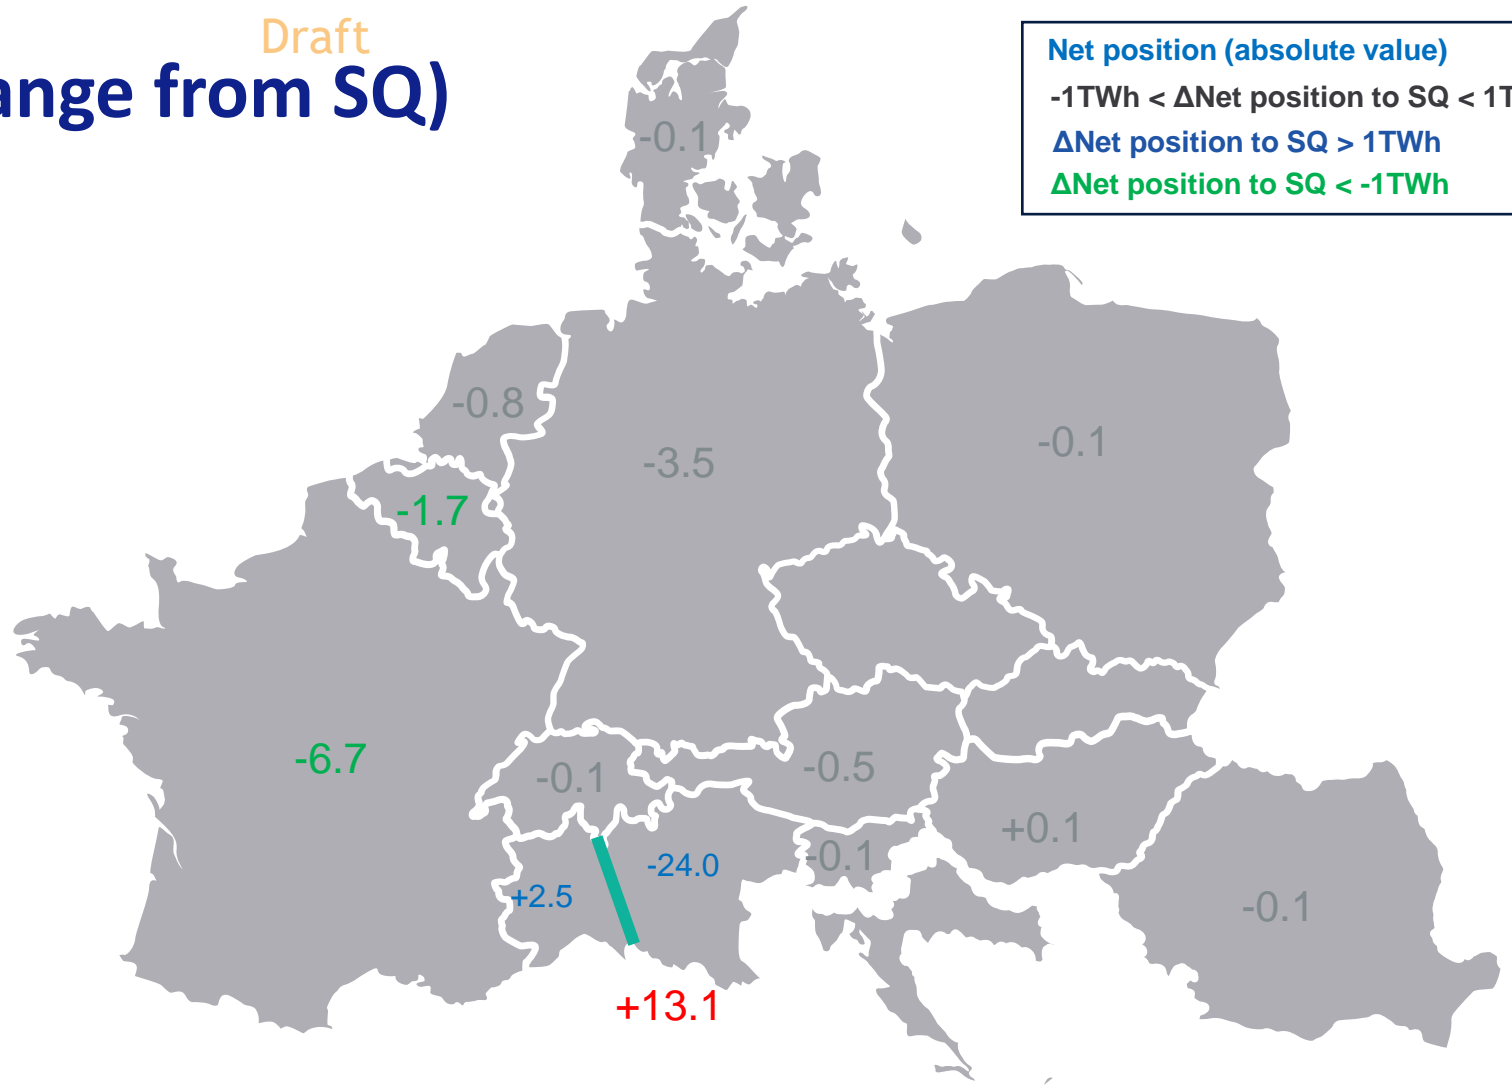 Draft
ange from SQ)
Net position (absolute value)
-1TWh < ΔNet position to SQ < 1T
ΔNet position to SQ > 1TWh
ΔNet position to SQ < -1TWh
-0.1
-0.8
-3.5
-0.1
-1.7
-6.7
-0.1
-0.5
+0.1
-0.1
-24.0
+2.5
-0.1
+13.1